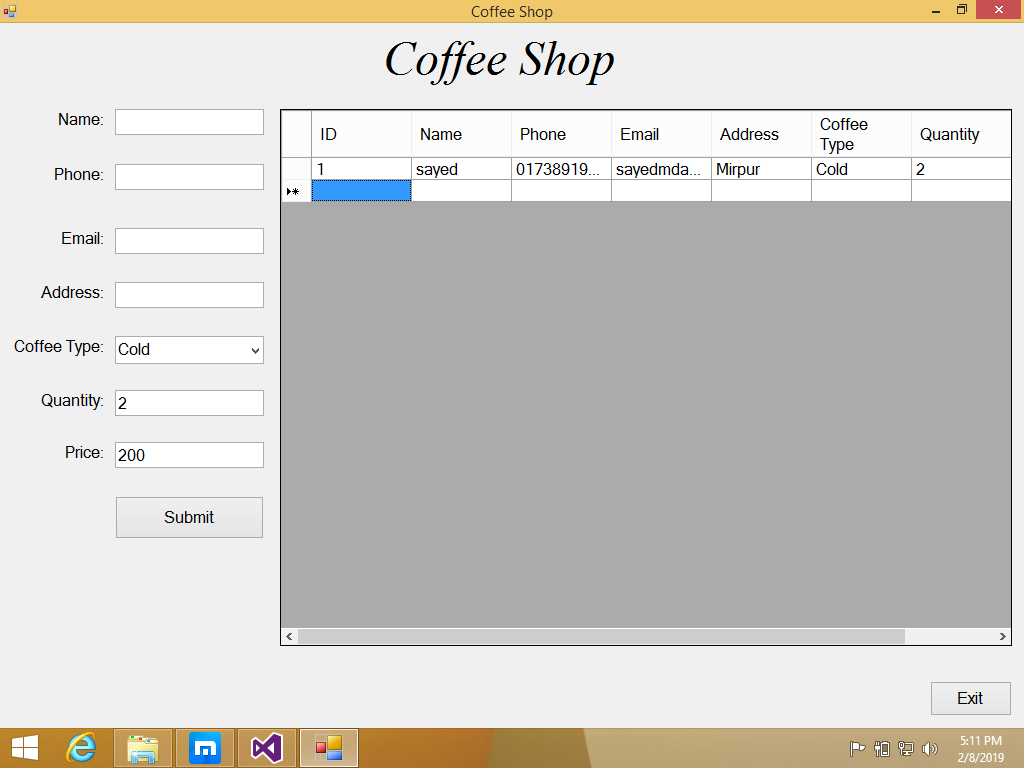 Coffee Shop
Coffee Shop
Name:
Phone:
Email:
Address:
Coffee Type: Cold
Quantity: 2
Price: 200
Submit
ID Name Phone Email Address Coffee Type Quantity
1 sayed 01738919... sayedmda... Mirpur Cold 2
Exit
5:11 PM
2/8/2019